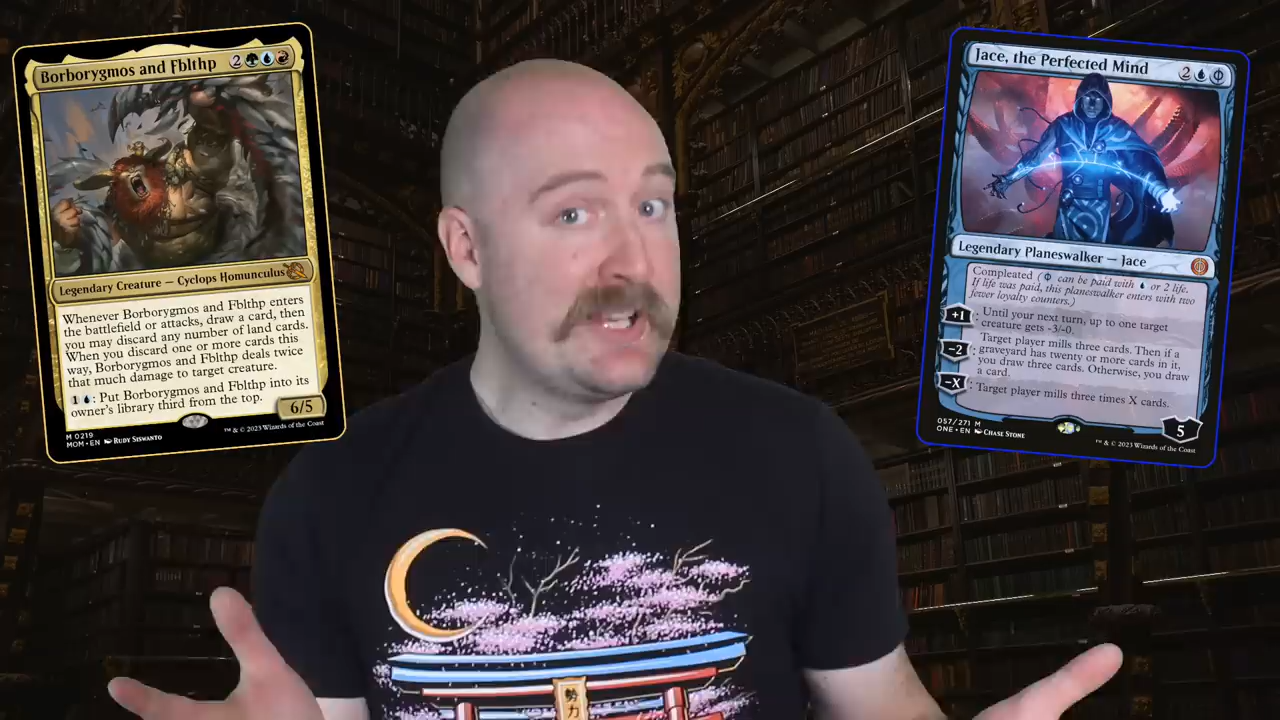 Borborygmos and Fblthp 2
Legendary Creature — Cyclops Homunculus
Whenever Borborygmos and Fblthp enters
the battlefield or attacks, draw a card, then
you may discard any number of land cards.
When you discard one or more cards this
way, Borborygmos and Fblthp deals twice
that much damage to target creature.
1: Put Borborygmos and Fblthp into its
owner's library third from the top.
6/5
M 0219
MOM • EN RUDY SISWANTO
™ & © 2023 Wizards of the Coast
Jace, the Perfected Mind 2
Legendary Planeswalker — Jace
Compleated ( can be paid with or 2 life.
If life was paid, this planeswalker enters with two
fewer loyalty counters.)
+1: Until your next turn, up to one target
creature gets -3/-0.
-2: Target player mills three cards. Then if a
graveyard has twenty or more cards in it,
you draw three cards. Otherwise, you draw
a card.
-X: Target player mills three times X cards.
5
057/271 M
ONE • EN CHASE STONE
™ & © 2023 Wizards of the Coast
勢
力